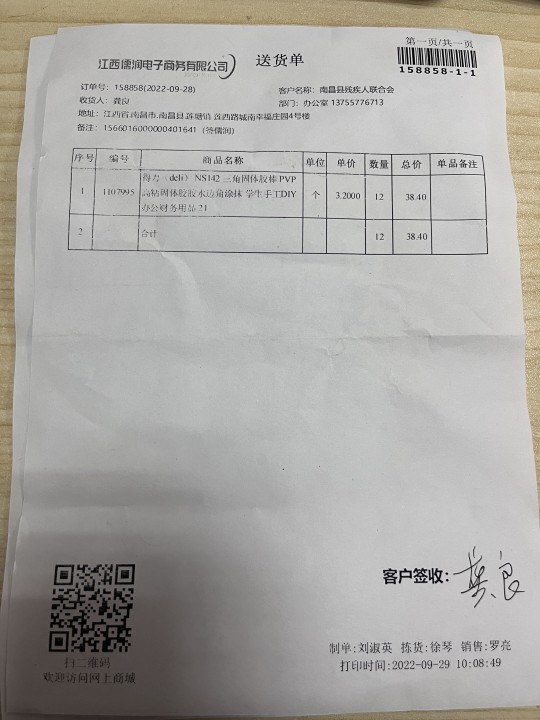 第一页/共一页
江西儒润电子商务有限公司
送货单
158858-1-1
订单号：158858(2022-09-28)
客户名称：南昌县残疾人联合会
收货人：龚良
部门：办公室 13755776713
地址：江西省,南昌市,南昌县,莲塘镇 莲西路城南幸福庄园4号楼
备注：1566016000000401641 (得儒润)
序号 编号 商品名称 单位 单价 数量 总价 单品备注
1 1107995 得力（deli） NS142 三角固体胶棒 PVP 个 3.2000 12 38.40
高粘固体胶胶水边角涂抹 学生手工DIY
办公财务用品 21
2 合计 12 38.40
客户签收：龚良
制单：刘淑英 拣货：徐琴 销售：罗亮
打印时间：2022-09-29 10:08:49
扫二维码
欢迎访问网上商城